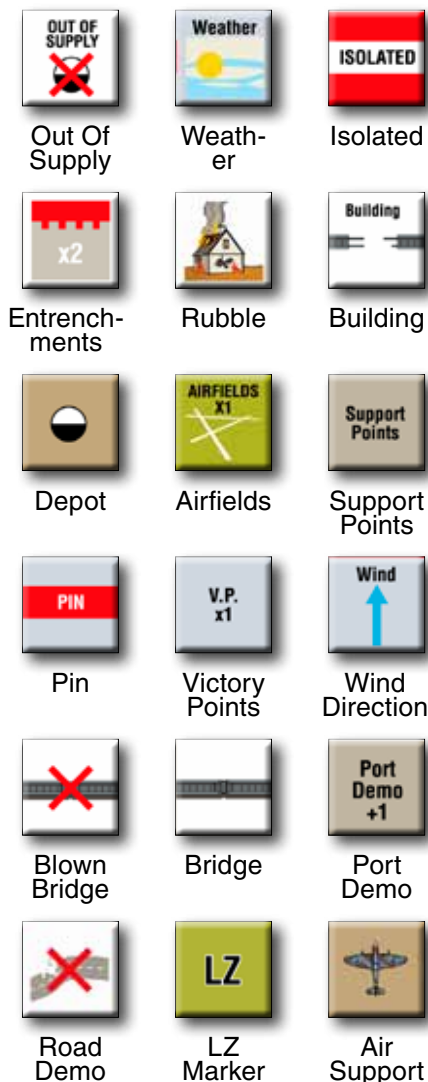 OUT OF
SUPPLY
Weather
ISOLATED
Out Of
Supply
Weath-
er
Isolated
x2
Building
Entrench-
ments
Rubble
Building
AIRFIELDS
X1
Support
Points
Depot
Airfields
Support
Points
PIN
V.P.
x1
Wind
Pin
Victory
Points
Wind
Direction
Port
Demo
+1
Blown
Bridge
Bridge
Port
Demo
LZ
Road
Demo
LZ
Marker
Air
Support